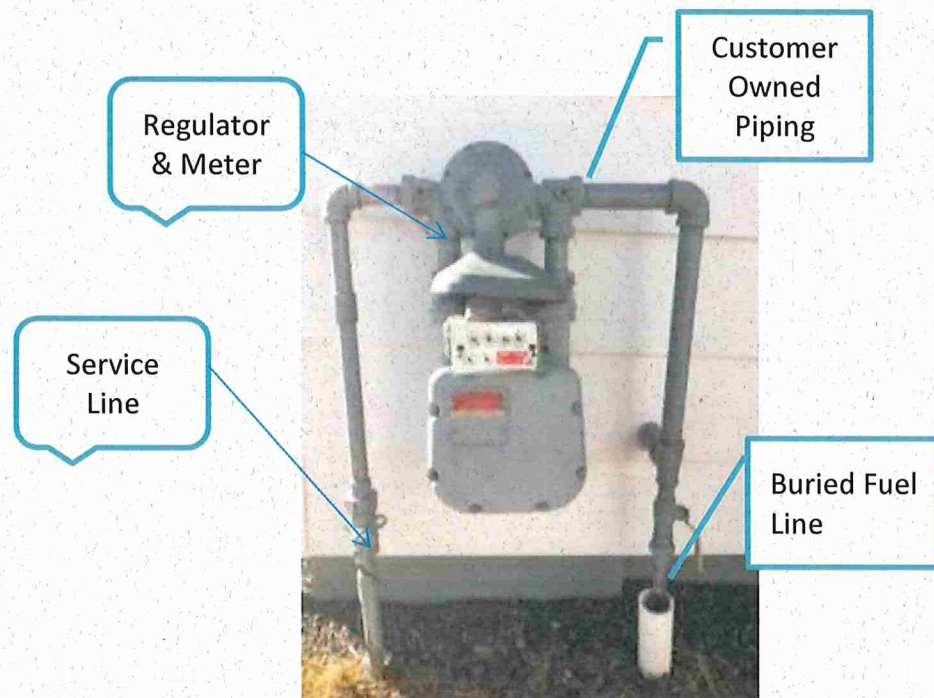 Customer
Owned
Piping
Regulator
& Meter
Service
Line
Buried Fuel
Line